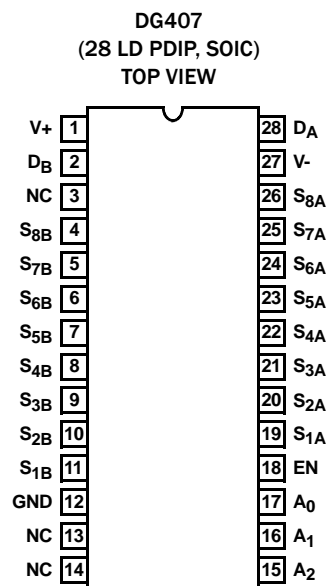 DG407
(28 LD PDIP, SOIC)
TOP VIEW
V+ 1 28 DA
DB 2 27 V-
NC 3 26 S8A
S8B 4 25 S7A
S7B 5 24 S6A
S6B 6 23 S5A
S5B 7 22 S4A
S4B 8 21 S3A
S3B 9 20 S2A
S2B 10 19 S1A
S1B 11 18 EN
GND 12 17 A0
NC 13 16 A1
NC 14 15 A2